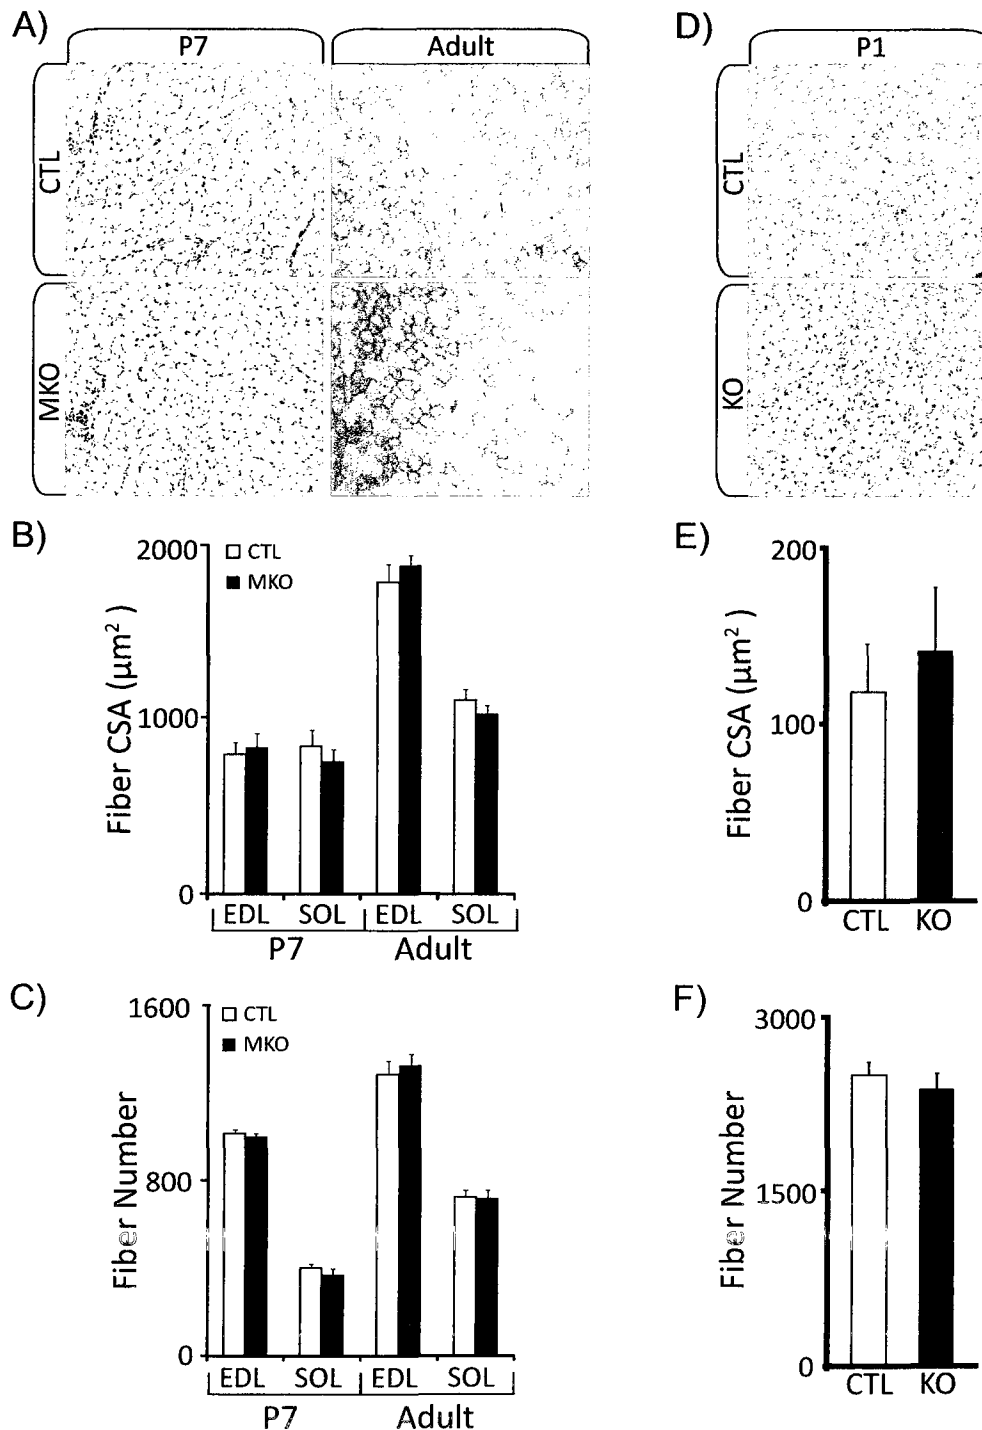 A)
P7
Adult
CTL
MKO
D)
P1
CTL
KO
B)
2000
1000
0
Fiber CSA (µm²)
CTL
MKO
EDL SOL EDL SOL
P7 Adult
E)
200
100
0
Fiber CSA (µm²)
CTL KO
C)
1600
800
0
Fiber Number
CTL
MKO
EDL SOL EDL SOL
P7 Adult
F)
3000
1500
0
Fiber Number
CTL KO